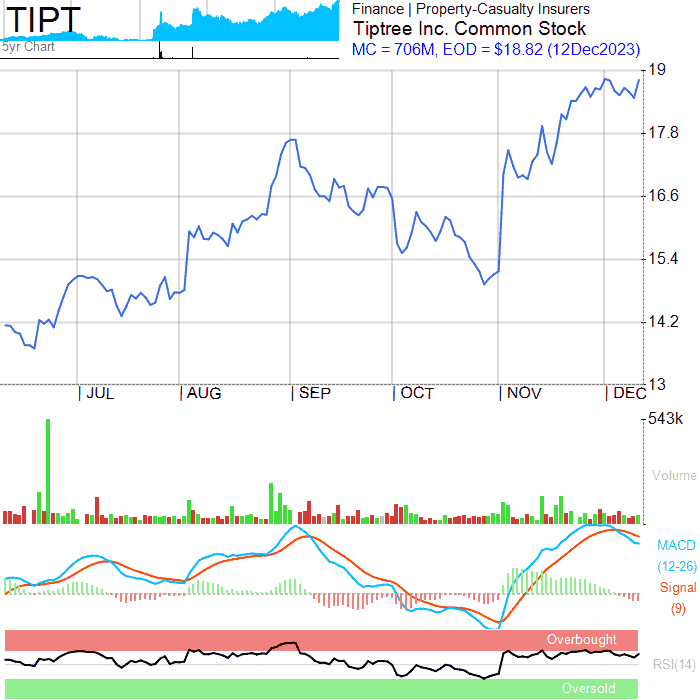 TIPT
5yr Chart
Finance | Property-Casualty Insurers
Tiptree Inc. Common Stock
MC = 706M, EOD = $18.82 (12Dec2023)
19
17.8
16.6
15.4
14.2
13
| JUL | AUG | SEP | OCT | NOV | DEC
543k
Volume
MACD
(12-26)
Signal
(9)
Overbought
RSI(14)
Oversold